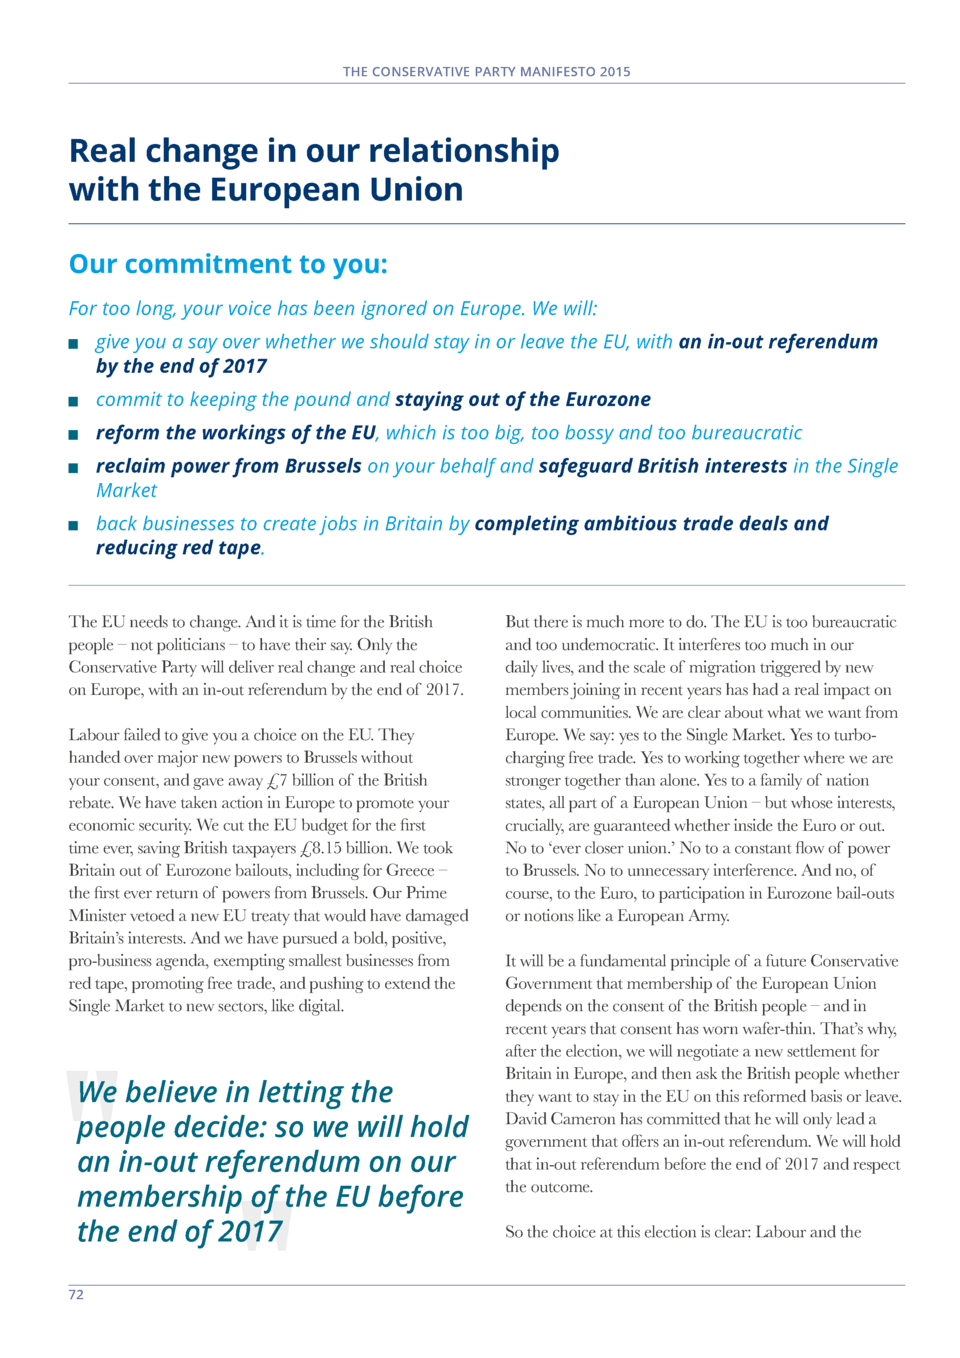 THE CONSERVATIVE PARTY MANIFESTO 2015
Real change in our relationship
with the European Union
Our commitment to you:
For too long, your voice has been ignored on Europe. We will:
■ give you a say over whether we should stay in or leave the EU, with an in-out referendum
by the end of 2017
■ commit to keeping the pound and staying out of the Eurozone
■ reform the workings of the EU, which is too big, too bossy and too bureaucratic
■ reclaim power from Brussels on your behalf and safeguard British interests in the Single
Market
■ back businesses to create jobs in Britain by completing ambitious trade deals and
reducing red tape.
The EU needs to change. And it is time for the British
people – not politicians – to have their say. Only the
Conservative Party will deliver real change and real choice
on Europe, with an in-out referendum by the end of 2017.
Labour failed to give you a choice on the EU. They
handed over major new powers to Brussels without
your consent, and gave away £7 billion of the British
rebate. We have taken action in Europe to promote your
economic security. We cut the EU budget for the first
time ever, saving British taxpayers £8.15 billion. We took
Britain out of Eurozone bailouts, including for Greece –
the first ever return of powers from Brussels. Our Prime
Minister vetoed a new EU treaty that would have damaged
Britain's interests. And we have pursued a bold, positive,
pro-business agenda, exempting smallest businesses from
red tape, promoting free trade, and pushing to extend the
Single Market to new sectors, like digital.
"We believe in letting the
people decide: so we will hold
an in-out referendum on our
membership of the EU before
the end of 2017"
But there is much more to do. The EU is too bureaucratic
and too undemocratic. It interferes too much in our
daily lives, and the scale of migration triggered by new
members joining in recent years has had a real impact on
local communities. We are clear about what we want from
Europe. We say: yes to the Single Market. Yes to turbo-
charging free trade. Yes to working together where we are
stronger together than alone. Yes to a family of nation
states, all part of a European Union – but whose interests,
crucially, are guaranteed whether inside the Euro or out.
No to ‘ever closer union.’ No to a constant flow of power
to Brussels. No to unnecessary interference. And no, of
course, to the Euro, to participation in Eurozone bail-outs
or notions like a European Army.
It will be a fundamental principle of a future Conservative
Government that membership of the European Union
depends on the consent of the British people – and in
recent years that consent has worn wafer-thin. That's why,
after the election, we will negotiate a new settlement for
Britain in Europe, and then ask the British people whether
they want to stay in the EU on this reformed basis or leave.
David Cameron has committed that he will only lead a
government that offers an in-out referendum. We will hold
that in-out referendum before the end of 2017 and respect
the outcome.
So the choice at this election is clear: Labour and the
72